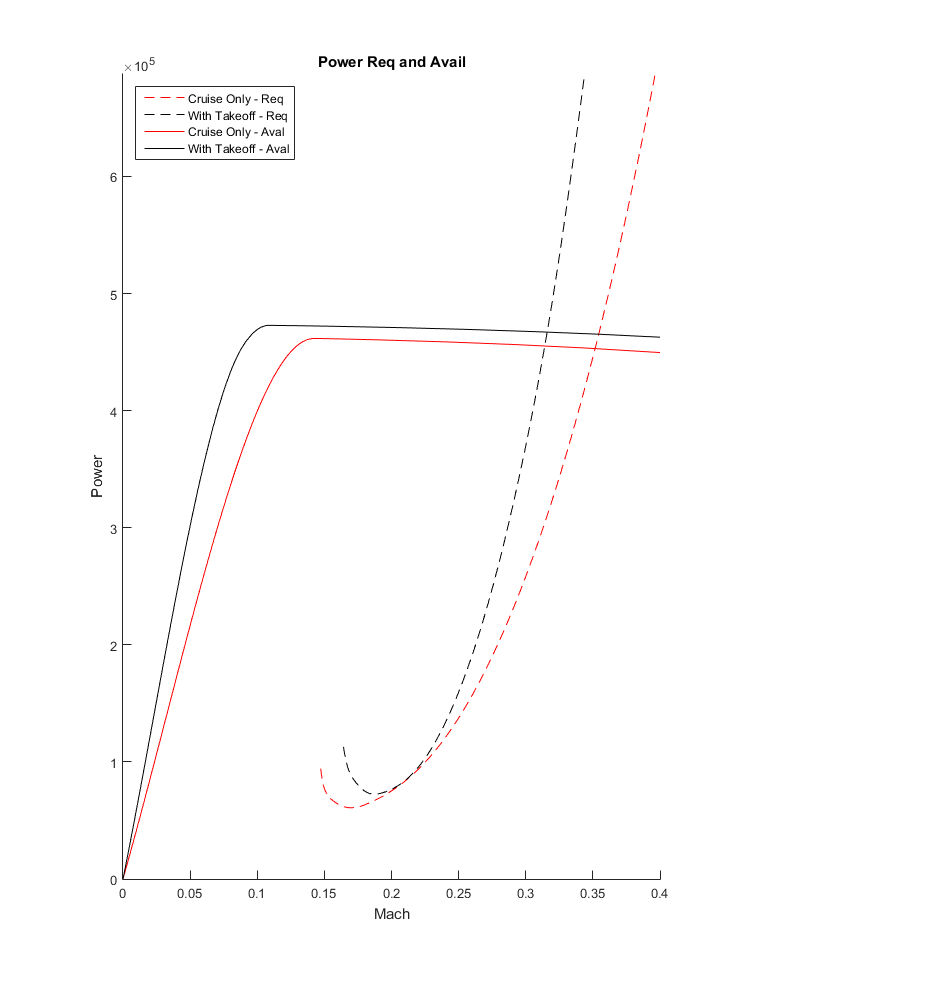 Power Req and Avail
×10^5
Cruise Only - Req
With Takeoff - Req
Cruise Only - Aval
With Takeoff - Aval
6
5
4
3
2
1
0
Power
0 0.05 0.1 0.15 0.2 0.25 0.3 0.35 0.4
Mach